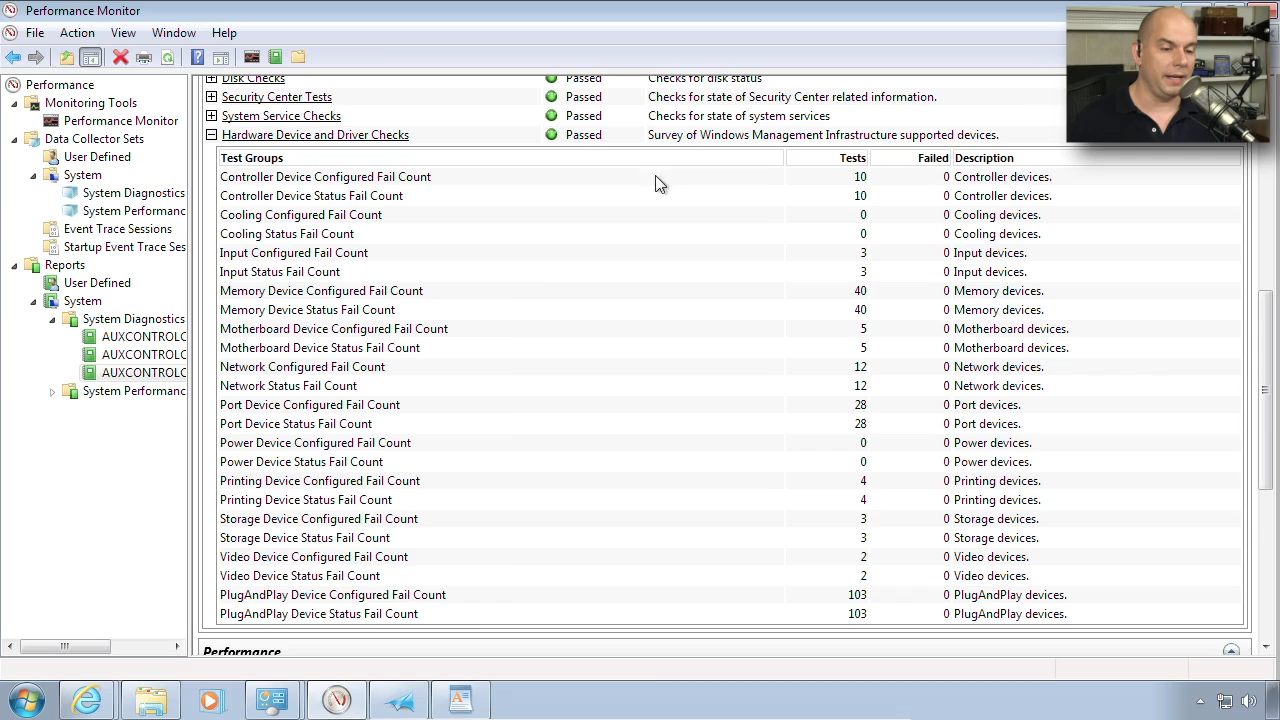 Performance Monitor
File Action View Window Help
Performance
Monitoring Tools
Performance Monitor
Data Collector Sets
User Defined
System
System Diagnostics
System Performanc
Event Trace Sessions
Startup Event Trace Ses
Reports
User Defined
System
System Diagnostics
AUXCONTROLO
AUXCONTROLO
AUXCONTROLO
System Performanc
Disk Checks Passed Checks for disk status
Security Center Tests Passed Checks for state of Security Center related information.
System Service Checks Passed Checks for state of system services
Hardware Device and Driver Checks Passed Survey of Windows Management Infrastructure supported devices.
Test Groups Tests Failed Description
Controller Device Configured Fail Count 10 0 Controller devices.
Controller Device Status Fail Count 10 0 Controller devices.
Cooling Configured Fail Count 0 0 Cooling devices.
Cooling Status Fail Count 0 0 Cooling devices.
Input Configured Fail Count 3 0 Input devices.
Input Status Fail Count 3 0 Input devices.
Memory Device Configured Fail Count 40 0 Memory devices.
Memory Device Status Fail Count 40 0 Memory devices.
Motherboard Device Configured Fail Count 5 0 Motherboard devices.
Motherboard Device Status Fail Count 5 0 Motherboard devices.
Network Configured Fail Count 12 0 Network devices.
Network Status Fail Count 12 0 Network devices.
Port Device Configured Fail Count 28 0 Port devices.
Port Device Status Fail Count 28 0 Port devices.
Power Device Configured Fail Count 0 0 Power devices.
Power Device Status Fail Count 0 0 Power devices.
Printing Device Configured Fail Count 4 0 Printing devices.
Printing Device Status Fail Count 4 0 Printing devices.
Storage Device Configured Fail Count 3 0 Storage devices.
Storage Device Status Fail Count 3 0 Storage devices.
Video Device Configured Fail Count 2 0 Video devices.
Video Device Status Fail Count 2 0 Video devices.
PlugAndPlay Device Configured Fail Count 103 0 PlugAndPlay devices.
PlugAndPlay Device Status Fail Count 103 0 PlugAndPlay devices.
Performance